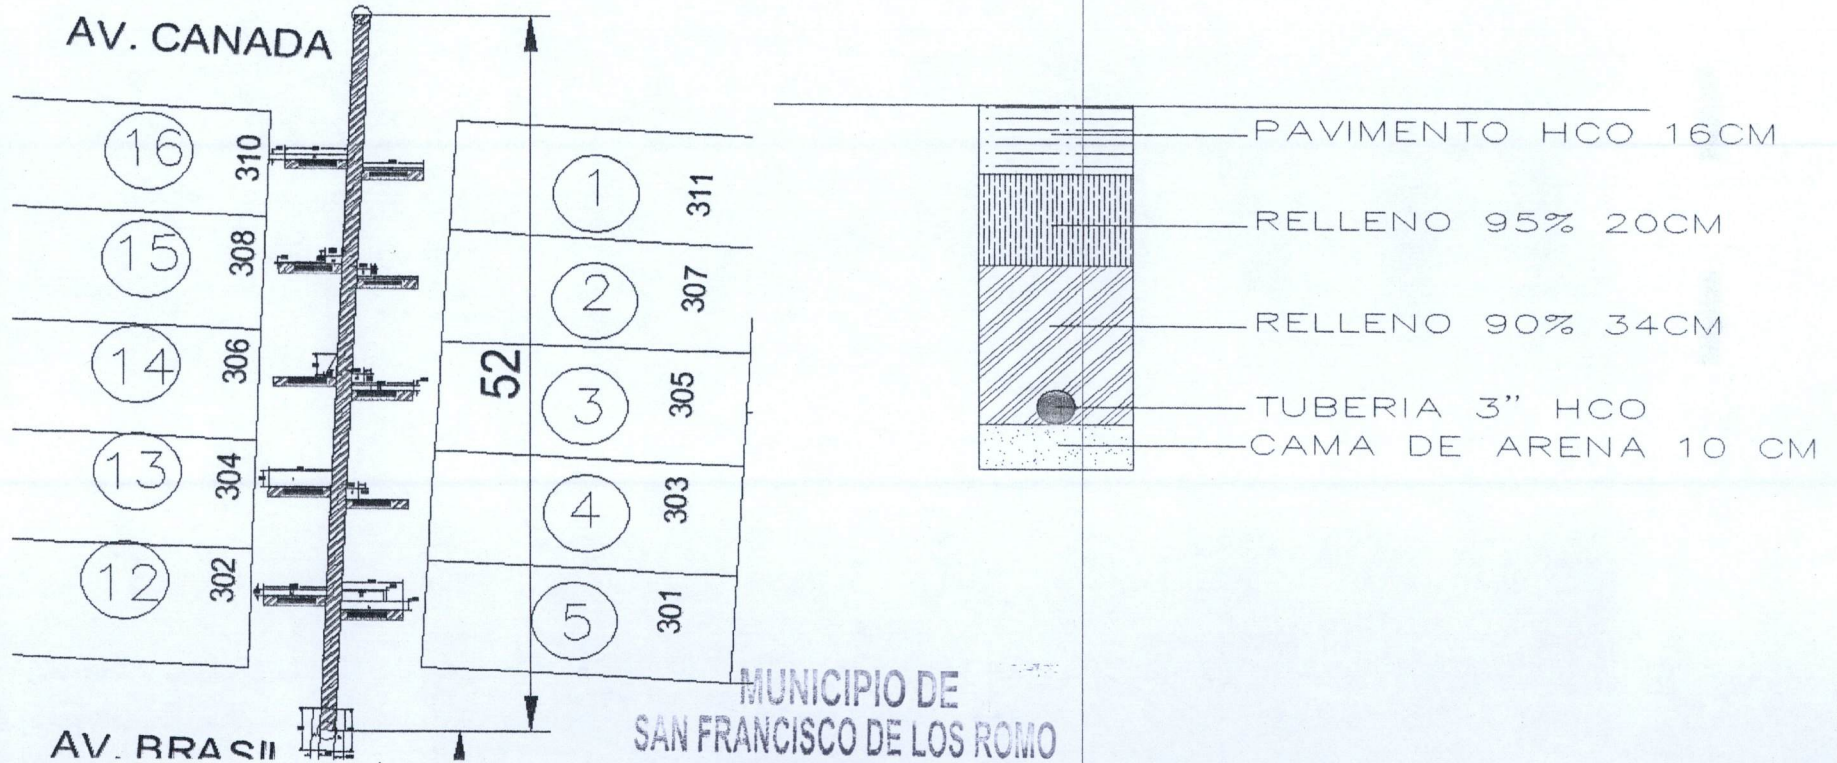 AV. CANADA
16
310
15
308
14
306
13
304
12
302
52
1
311
2
307
3
305
4
303
5
301
AV. BRASIL
MUNICIPIO DE
SAN FRANCISCO DE LOS ROMO
PAVIMENTO HCO 16CM
RELLENO 95% 20CM
RELLENO 90% 34CM
TUBERIA 3” HCO
CAMA DE ARENA 10 CM